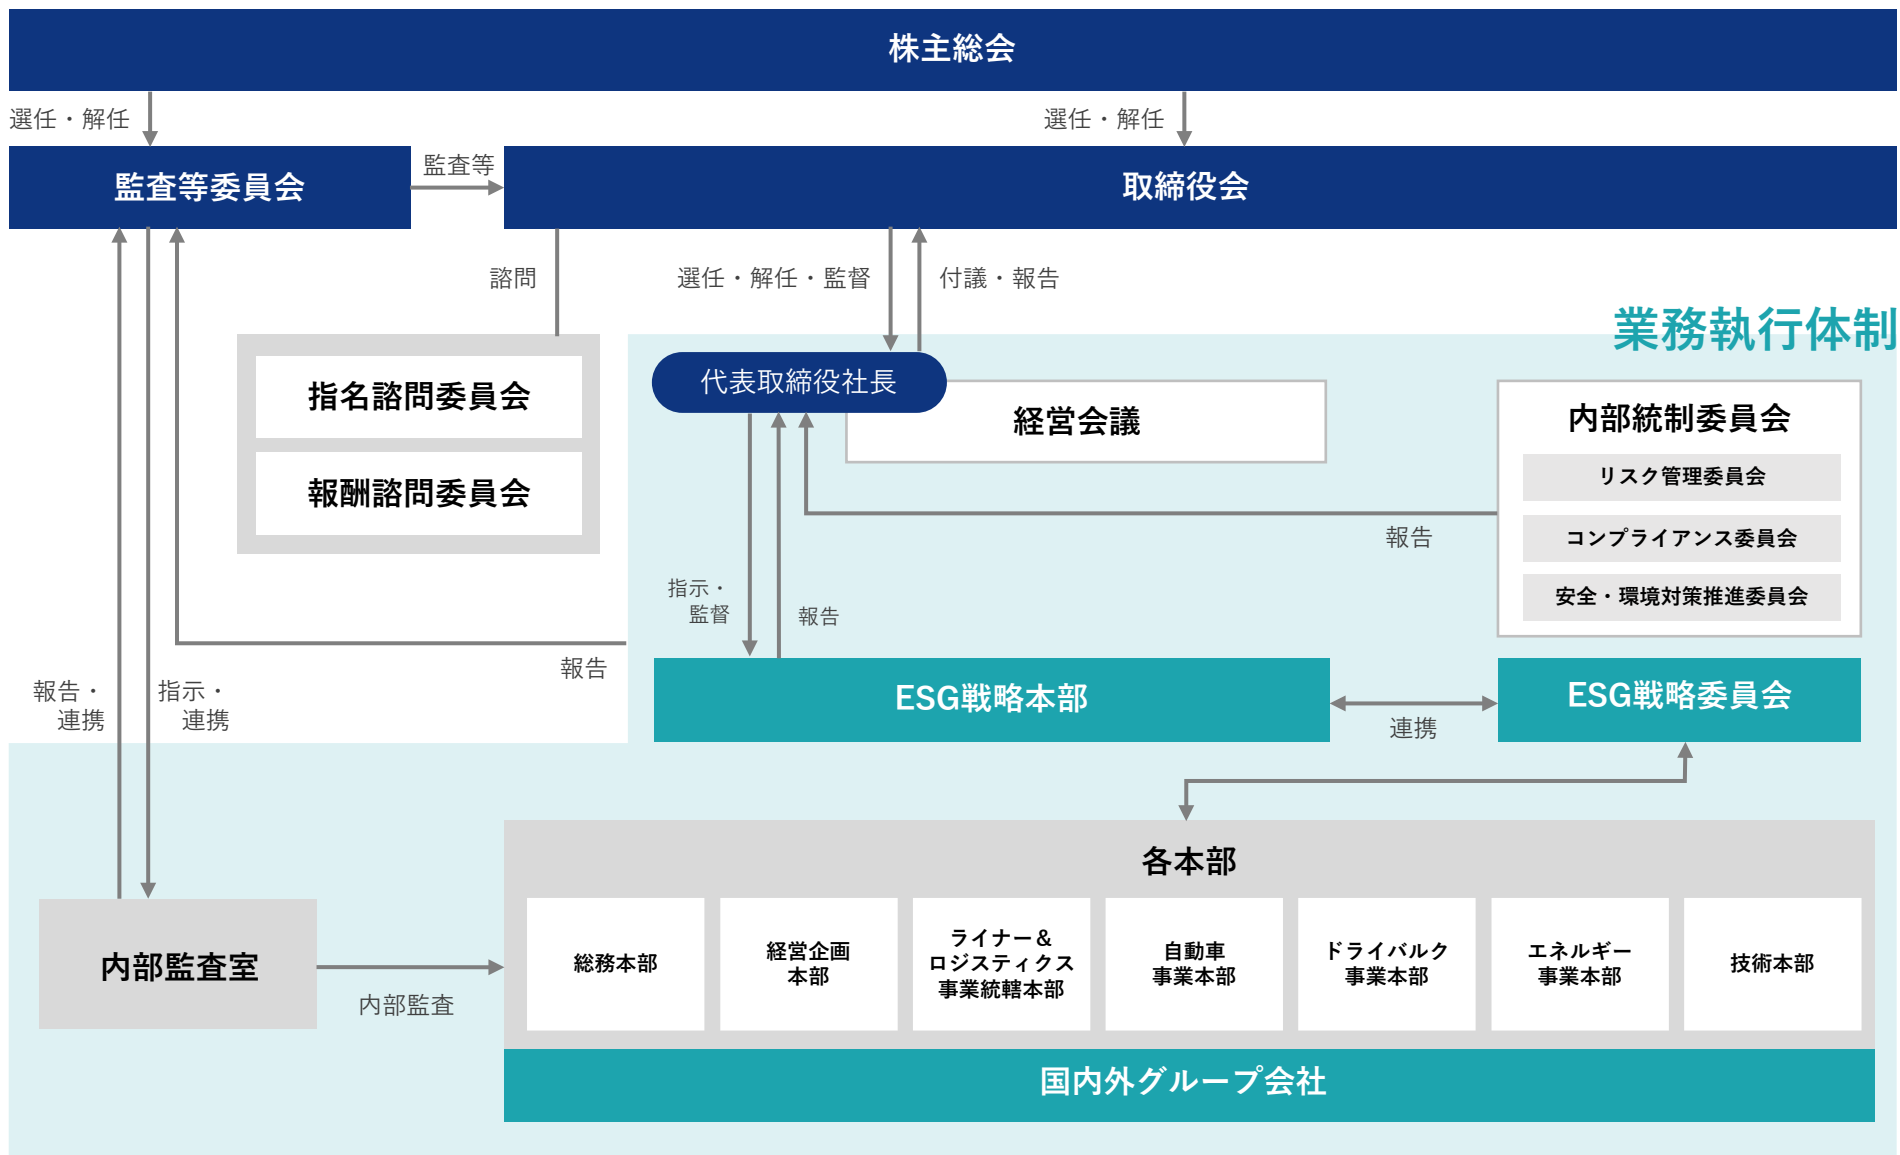 株主総会
選任・解任
選任・解任
監査等委員会
監査等
取締役会
諮問
選任・解任・監督
付議・報告
業務執行体制
指名諮問委員会
報酬諮問委員会
代表取締役社長
経営会議
内部統制委員会
リスク管理委員会
コンプライアンス委員会
安全・環境対策推進委員会
報告
指示・
監督
報告
報告
報告・
連携
指示・
連携
ESG戦略本部
連携
ESG戦略委員会
各本部
内部監査室
内部監査
総務本部
経営企画
本部
ライナー＆
ロジスティクス
事業統轄本部
自動車
事業本部
ドライバルク
事業本部
エネルギー
事業本部
技術本部
国内外グループ会社